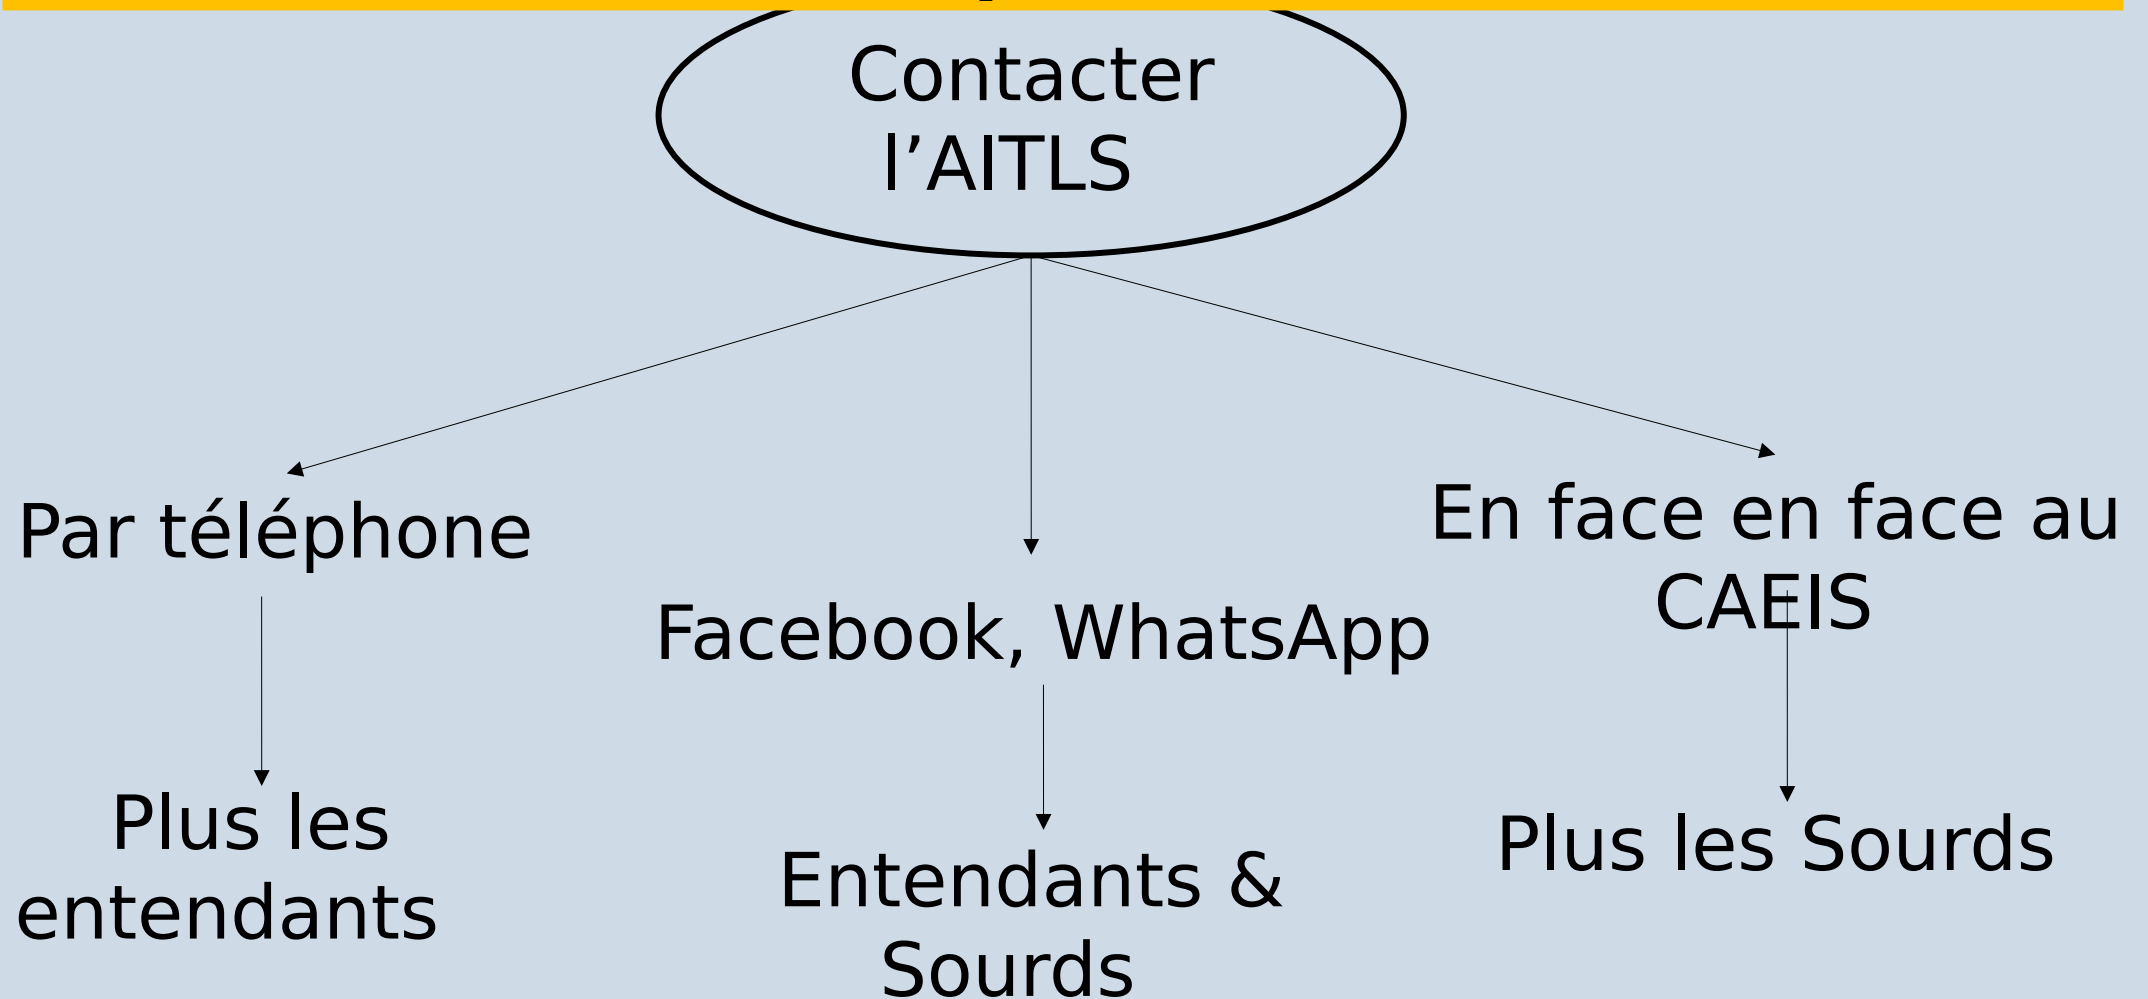 Contacter
l’AITLS
Par téléphone
Plus les
entendants
Facebook, WhatsApp
Entendants &
Sourds
En face en face au
CAEIS
Plus les Sourds